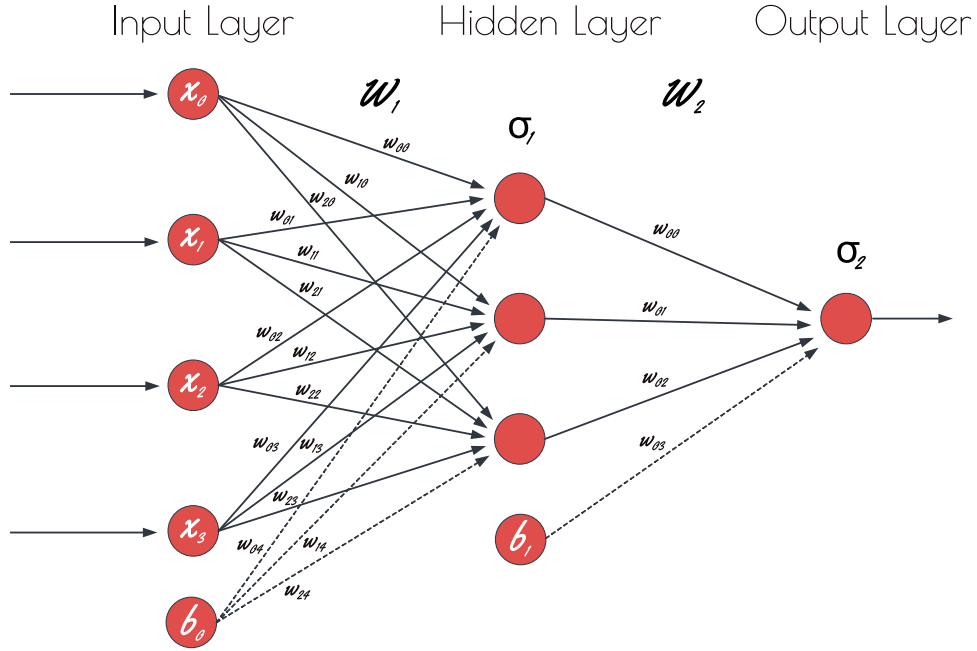 Input Layer
Hidden Layer
Output Layer
x₀
W₁
W₂
σ₁
w₀₀
w₁₀
w₂₀
w₀₁
x₁
w₁₁
w₂₁
w₀₀
σ₂
w₀₁
w₀₂
w₁₂
x₂
w₂₂
w₀₂
w₀₃
w₁₃
w₀₃
w₂₃
x₃
w₀₄
w₁₄
b₁
w₂₄
b₀